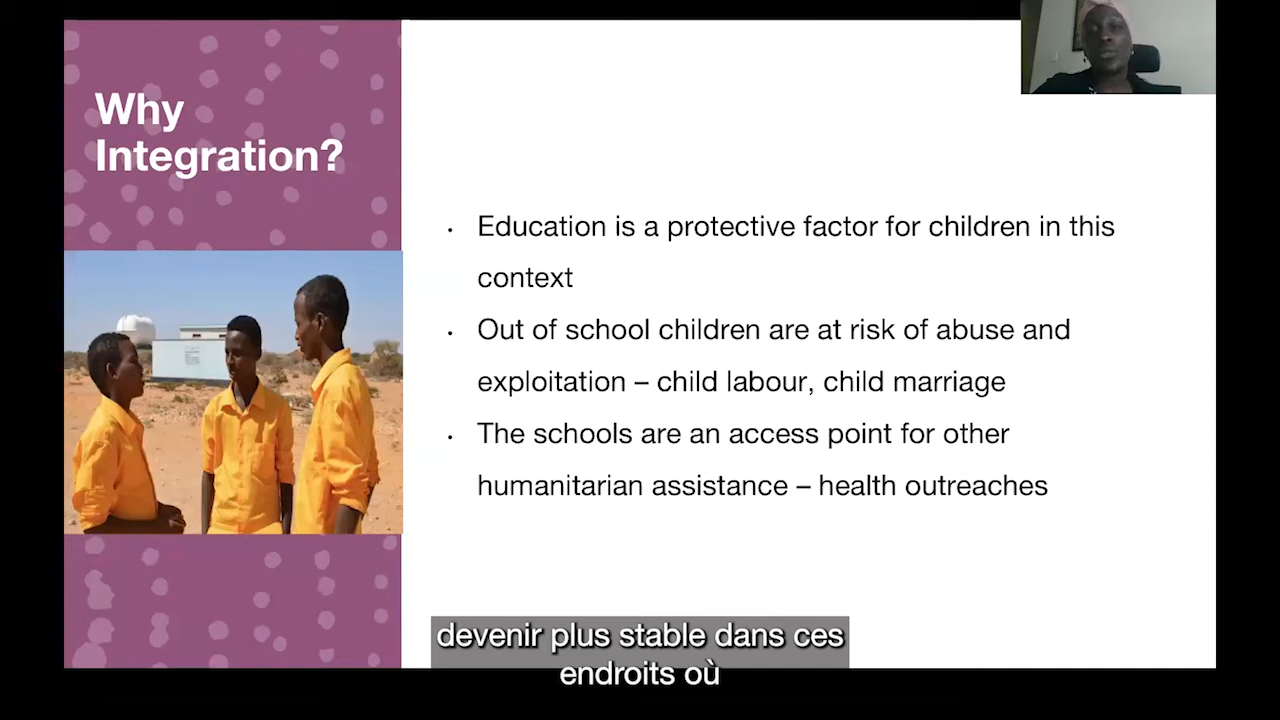 Why
Integration?
• Education is a protective factor for children in this
context
• Out of school children are at risk of abuse and
exploitation – child labour, child marriage
• The schools are an access point for other
humanitarian assistance – health outreaches
devenir plus stable dans ces
endroits où